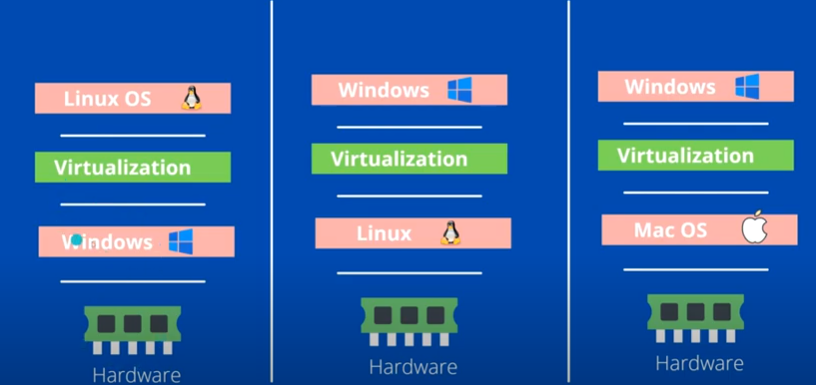 Linux OS
Virtualization
Windows
Hardware
Windows
Virtualization
Linux
Hardware
Windows
Virtualization
Mac OS
Hardware